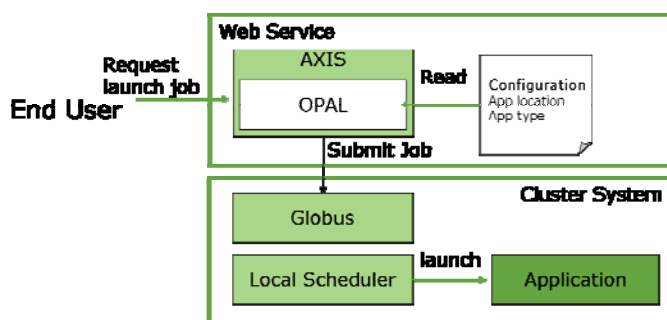 Web Service
AXIS
Request
launch job
Read
Configuration
App location
App type
OPAL
End User
Submit Job
Cluster System
Globus
launch
Local Scheduler
Application